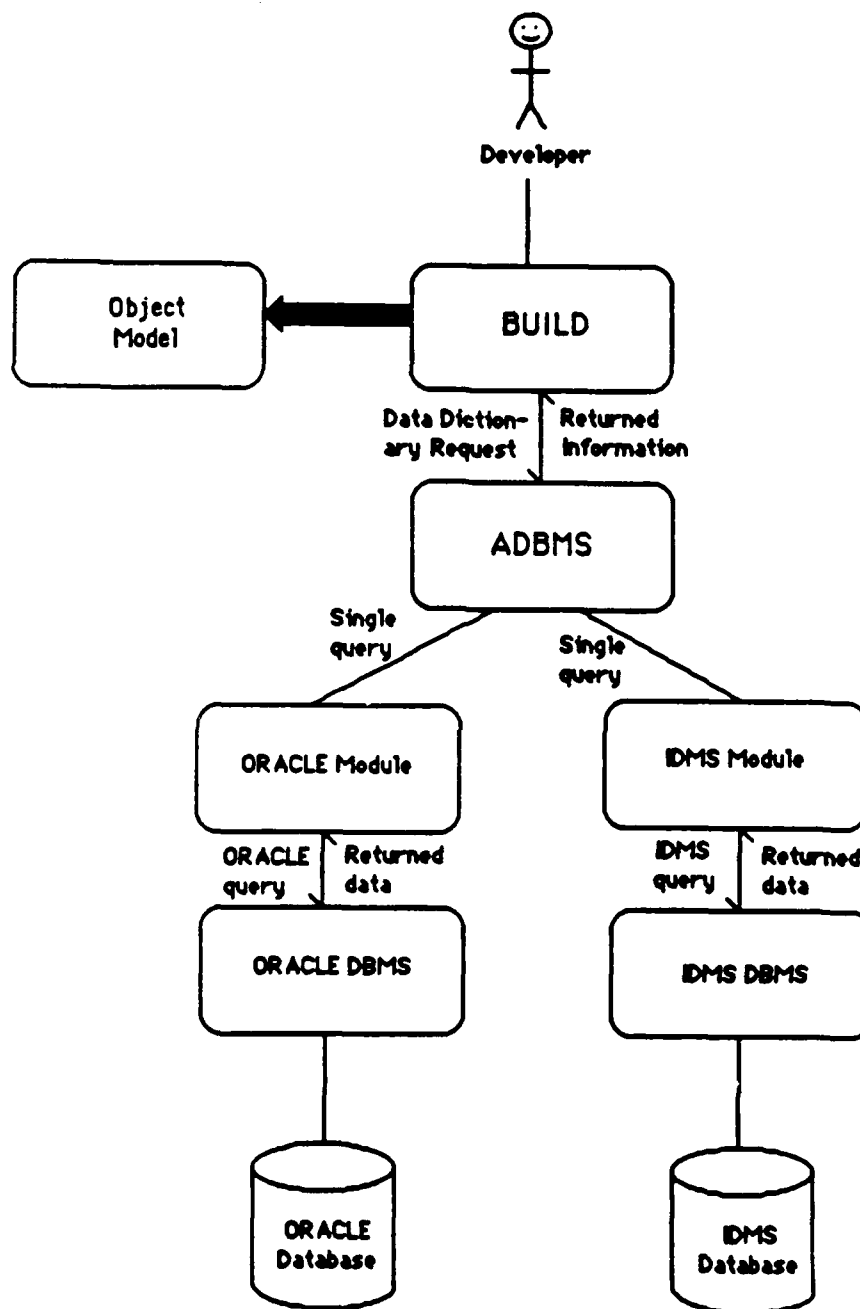 Developer
Object
Model
BUILD
Data Diction-
ary Request
Returned
Information
ADBMS
Single
query
Single
query
ORACLE Module
IDMS Module
ORACLE
query
Returned
data
IDMS
query
Returned
data
ORACLE DBMS
IDMS DBMS
ORACLE
Database
IDMS
Database